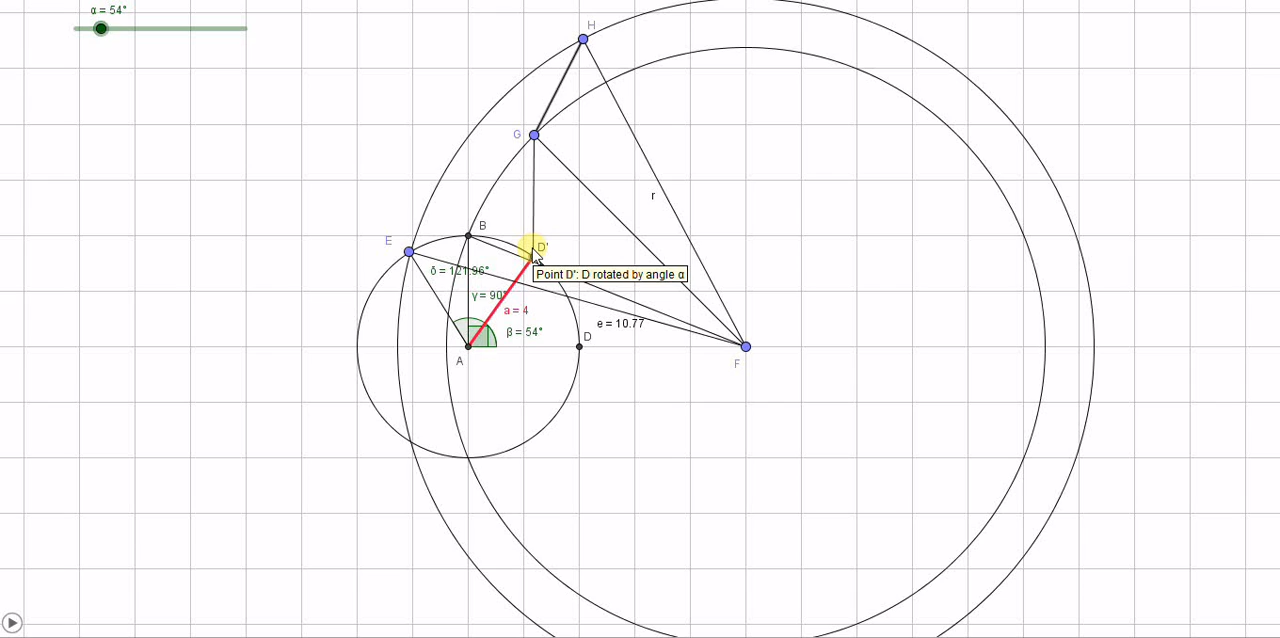 α = 54°
H
G
r
B
E
D'
δ = 121.96°
Point D': D rotated by angle α
γ = 90°
a = 4
e = 10.77
β = 54°
D
A
F